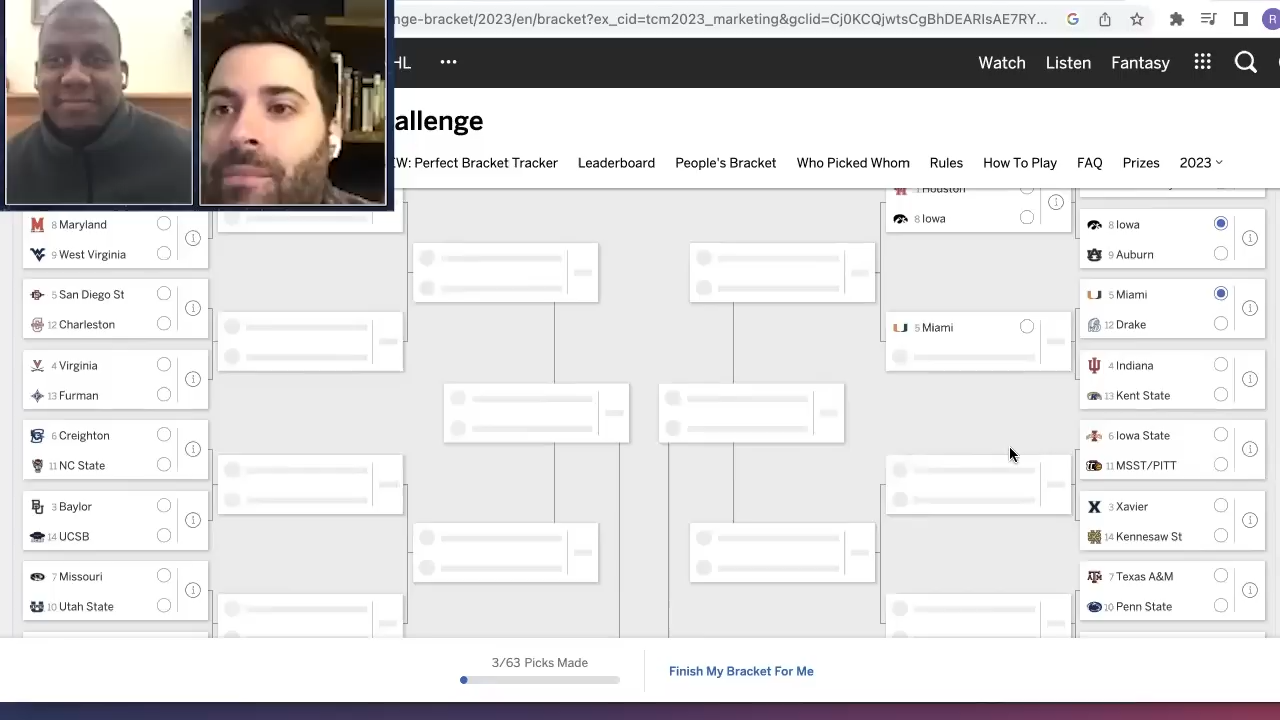 nge-bracket/2023/en/bracket?ex_cid=tcm2023_marketing&gclid=Cj0KCQjwtsCgBhDEARIsAE7RY...
HL
Watch
Listen
Fantasy
allenge
EW: Perfect Bracket Tracker
Leaderboard
People's Bracket
Who Picked Whom
Rules
How To Play
FAQ
Prizes
2023
8 Maryland
9 West Virginia
5 San Diego St
12 Charleston
4 Virginia
13 Furman
6 Creighton
11 NC State
3 Baylor
14 UCSB
7 Missouri
10 Utah State
1 Houston
8 Iowa
5 Miami
8 Iowa
9 Auburn
5 Miami
12 Drake
4 Indiana
13 Kent State
6 Iowa State
11 MSST/PITT
3 Xavier
14 Kennesaw St
7 Texas A&M
10 Penn State
3/63 Picks Made
Finish My Bracket For Me